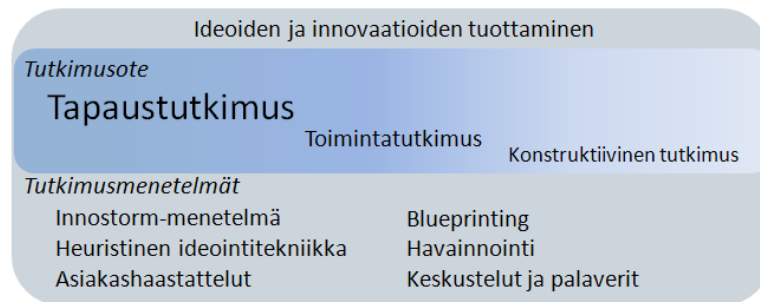 Ideoiden ja innovaatioiden tuottaminen
Tutkimusote
Tapaustutkimus
Toimintatutkimus
Konstruktiivinen tutkimus
Tutkimusmenetelmät
Innostorm-menetelmä
Heuristinen ideointitekniikka
Asiakashaastattelut
Blueprinting
Havainnointi
Keskustelut ja palaverit